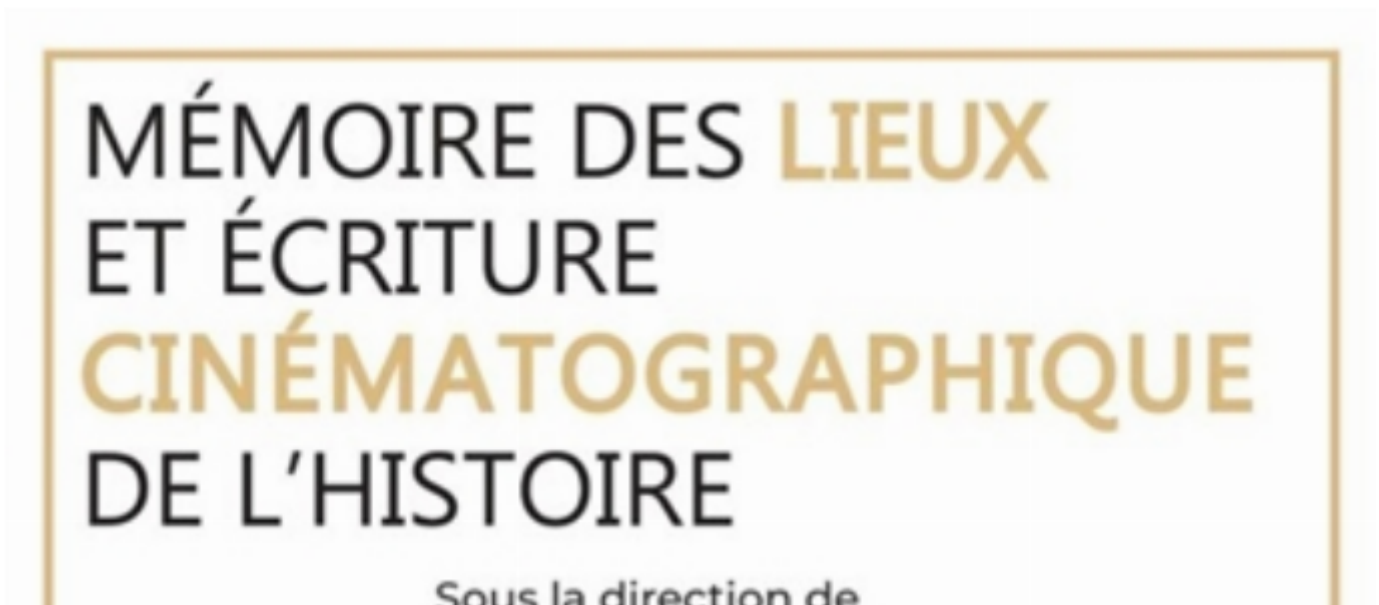 MÉMOIRE DES LIEUX
ET ÉCRITURE
CINÉMATOGRAPHIQUE
DE L’HISTOIRE
Sous la direction de